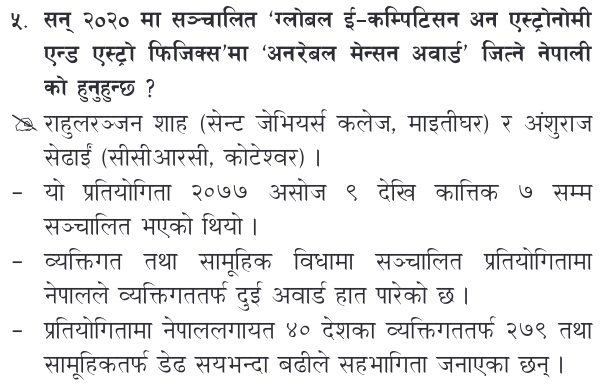 ५. सन् २०२० मा सञ्चालित ‘ग्लोबल ई-कम्पिटिसन अन एस्ट्रोनोमी
एन्ड एस्ट्रो फिजिक्स’मा ‘अनरेबल मेन्सन अवार्ड’ जित्ने नेपाली
को हुनुहुन्छ ?
राहुलरञ्जन शाह (सेन्ट जेभियर्स कलेज, माइतीघर) र अंशुराज
सेढाईं (सीसीआरसी, कोटेश्वर) ।
- यो प्रतियोगिता २०७७ असोज ९ देखि कात्तिक ७ सम्म
सञ्चालित भएको थियो ।
- व्यक्तिगत तथा सामूहिक विधामा सञ्चालित प्रतियोगितामा
नेपालले व्यक्तिगततर्फ दुई अवार्ड हात पारेको छ ।
- प्रतियोगितामा नेपाललगायत ४० देशका व्यक्तिगततर्फ २७९ तथा
सामूहिकतर्फ डेढ सयभन्दा बढीले सहभागिता जनाएका छन् ।